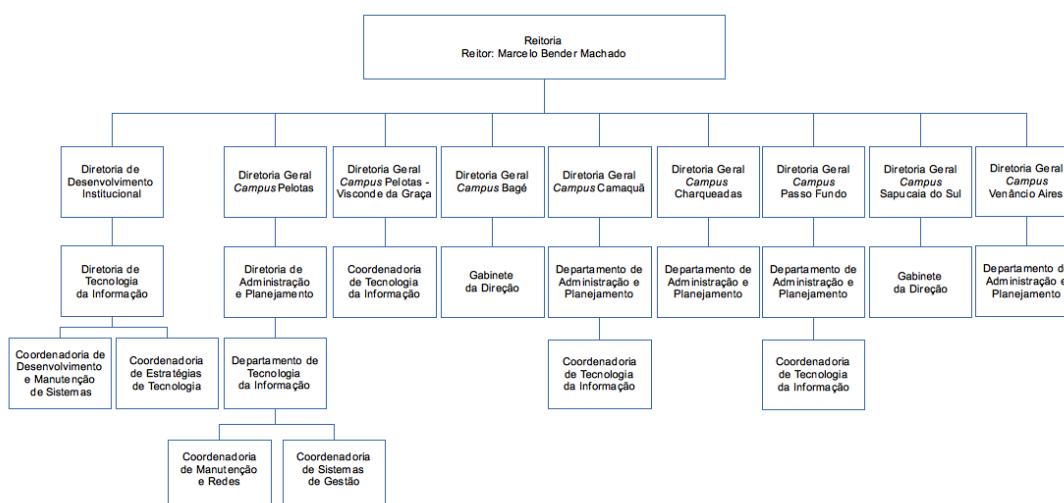 Reitoria
Reitor: Marcelo Bender Machado
Diretoria de
Desenvolvimento
Institucional
Diretoria Geral
Campus Pelotas
Diretoria Geral
Campus Pelotas -
Visconde da Graça
Diretoria Geral
Campus Bagé
Diretoria Geral
Campus Camaquã
Diretoria Geral
Campus
Charqueadas
Diretoria Geral
Campus
Passo Fundo
Diretoria Geral
Campus
Sapucaia do Sul
Diretoria Geral
Campus
Venâncio Aires
Diretoria de
Tecnologia
da Informação
Diretoria de
Administração
e Planejamento
Coordenadoria
de Tecnologia
da Informação
Gabinete
da Direção
Departamento de
Administração e
Planejamento
Departamento de
Administração e
Planejamento
Departamento de
Administração e
Planejamento
Gabinete
da Direção
Departamento de
Administração e
Planejamento
Coordenadoria de
Desenvolvimento
e Manutenção
de Sistemas
Coordenadoria
de Estratégias
de Tecnologia
Departamento de
Tecnologia
da Informação
Coordenadoria
de Tecnologia
da Informação
Coordenadoria
de Tecnologia
da Informação
Coordenadoria
de Manutenção
e Redes
Coordenadoria
de Sistemas
de Gestão